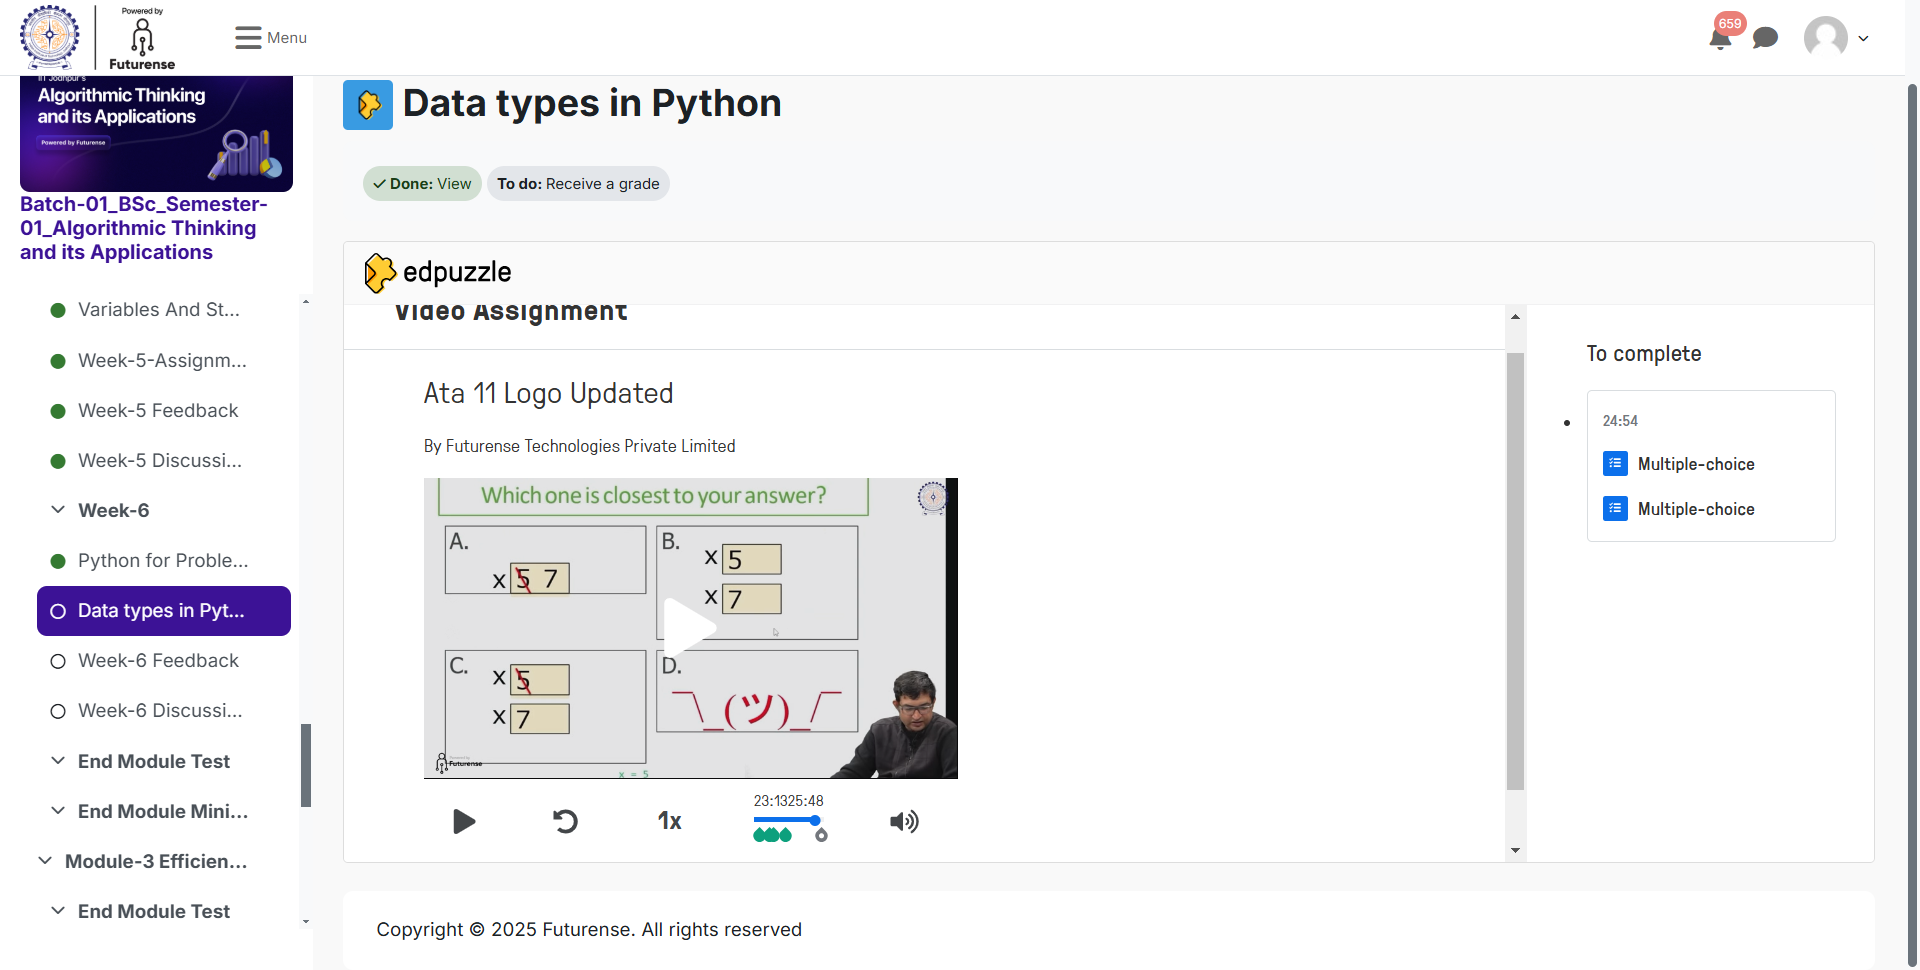 Powered by
Futurense
Menu
659
IIT Jodhpur's
Algorithmic Thinking
and its Applications
Powered by Futurense
Batch-01_BSc_Semester-
01_Algorithmic Thinking
and its Applications
Variables And St...
Week-5-Assignm...
Week-5 Feedback
Week-5 Discussi...
Week-6
Python for Proble...
Data types in Pyt...
Week-6 Feedback
Week-6 Discussi...
End Module Test
End Module Mini...
Module-3 Efficien...
End Module Test
Data types in Python
Done: View
To do: Receive a grade
edpuzzle
Video Assignment
Ata 11 Logo Updated
By Futurense Technologies Private Limited
Which one is closest to your answer?
A.
x 5 7
B.
x 5
x 7
C.
x 5
x 7
D.
¯\_(ツ)_/¯
Futurense
x = 5
1x
23:1325:48
To complete
24:54
Multiple-choice
Multiple-choice
Copyright © 2025 Futurense. All rights reserved